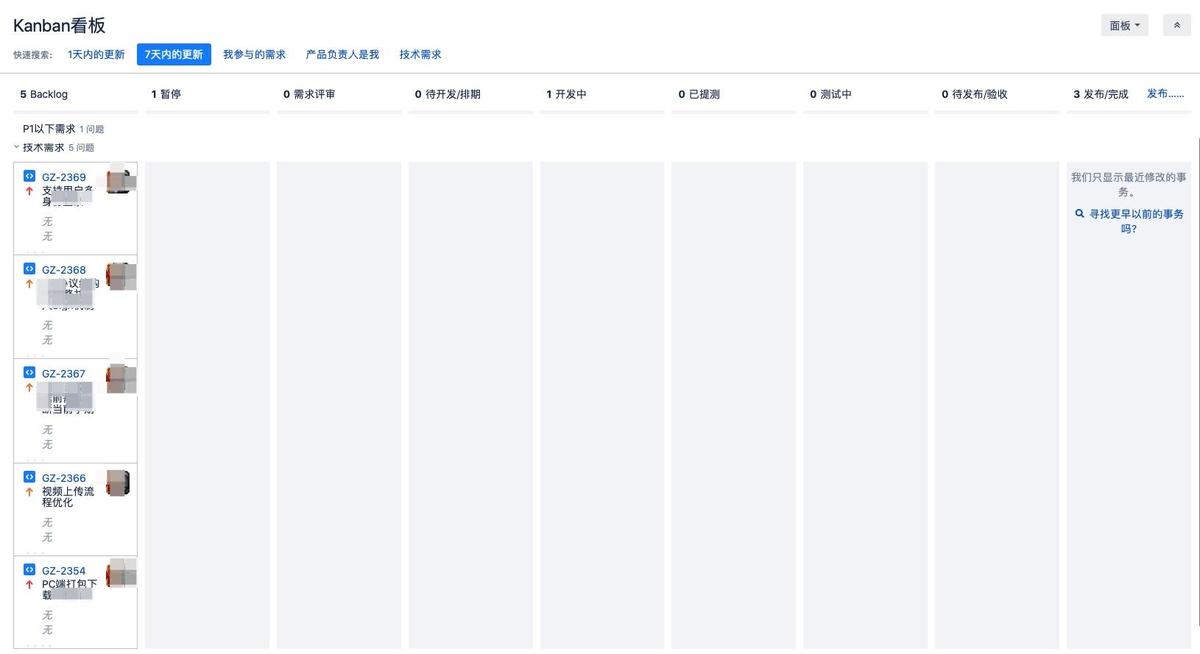 Kanban看板
面板
快速搜索: 1天内的更新 7天内的更新 我参与的需求 产品负责人是我 技术需求
5 Backlog 1 暂停 0 需求评审 0 待开发/排期 1 开发中 0 已提测 0 测试中 0 待发布/验收 3 发布/完成 发布......
P1以下需求 1 问题
技术需求 5 问题
GZ-2369
支持用户多
身
无
无
我们只显示最近修改的事
务。
寻找更早以前的事务
吗?
GZ-2368
无
无
GZ-2367
无
无
GZ-2366
视频上传流
程优化
无
无
GZ-2354
PC端打包下
载
无
无